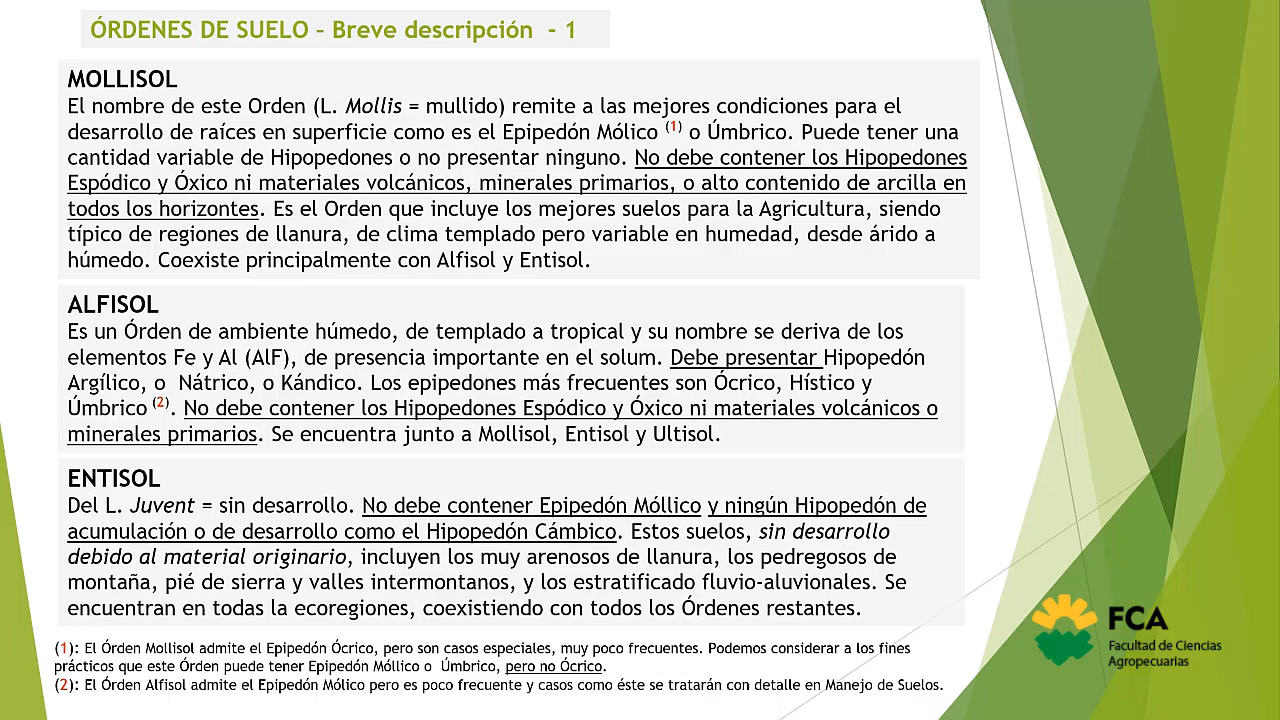 ÓRDENES DE SUELO – Breve descripción - 1
MOLLISOL
El nombre de este Orden (L. Mollis = mullido) remite a las mejores condiciones para el
desarrollo de raíces en superficie como es el Epipedón Mólico (1) o Úmbrico. Puede tener una
cantidad variable de Hipopedones o no presentar ninguno. No debe contener los Hipopedones
Espódico y Óxico ni materiales volcánicos, minerales primarios, o alto contenido de arcilla en
todos los horizontes. Es el Orden que incluye los mejores suelos para la Agricultura, siendo
típico de regiones de llanura, de clima templado pero variable en humedad, desde árido a
húmedo. Coexiste principalmente con Alfisol y Entisol.
ALFISOL
Es un Órden de ambiente húmedo, de templado a tropical y su nombre se deriva de los
elementos Fe y Al (AlF), de presencia importante en el solum. Debe presentar Hipopedón
Argílico, o Nátrico, o Kándico. Los epipedones más frecuentes son Ócrico, Hístico y
Úmbrico (2). No debe contener los Hipopedones Espódico y Óxico ni materiales volcánicos o
minerales primarios. Se encuentra junto a Mollisol, Entisol y Ultisol.
ENTISOL
Del L. Juvent = sin desarrollo. No debe contener Epipedón Móllico y ningún Hipopedón de
acumulación o de desarrollo como el Hipopedón Cámbico. Estos suelos, sin desarrollo
debido al material originario, incluyen los muy arenosos de llanura, los pedregosos de
montaña, pié de sierra y valles intermontanos, y los estratificado fluvio-aluvionales. Se
encuentran en todas la ecoregiones, coexistiendo con todos los Órdenes restantes.
(1): El Órden Mollisol admite el Epipedón Ócrico, pero son casos especiales, muy poco frecuentes. Podemos considerar a los fines
prácticos que este Órden puede tener Epipedón Móllico o Úmbrico, pero no Ócrico.
(2): El Órden Alfisol admite el Epipedón Mólico pero es poco frecuente y casos como éste se tratarán con detalle en Manejo de Suelos.
FCA
Facultad de Ciencias
Agropecuarias